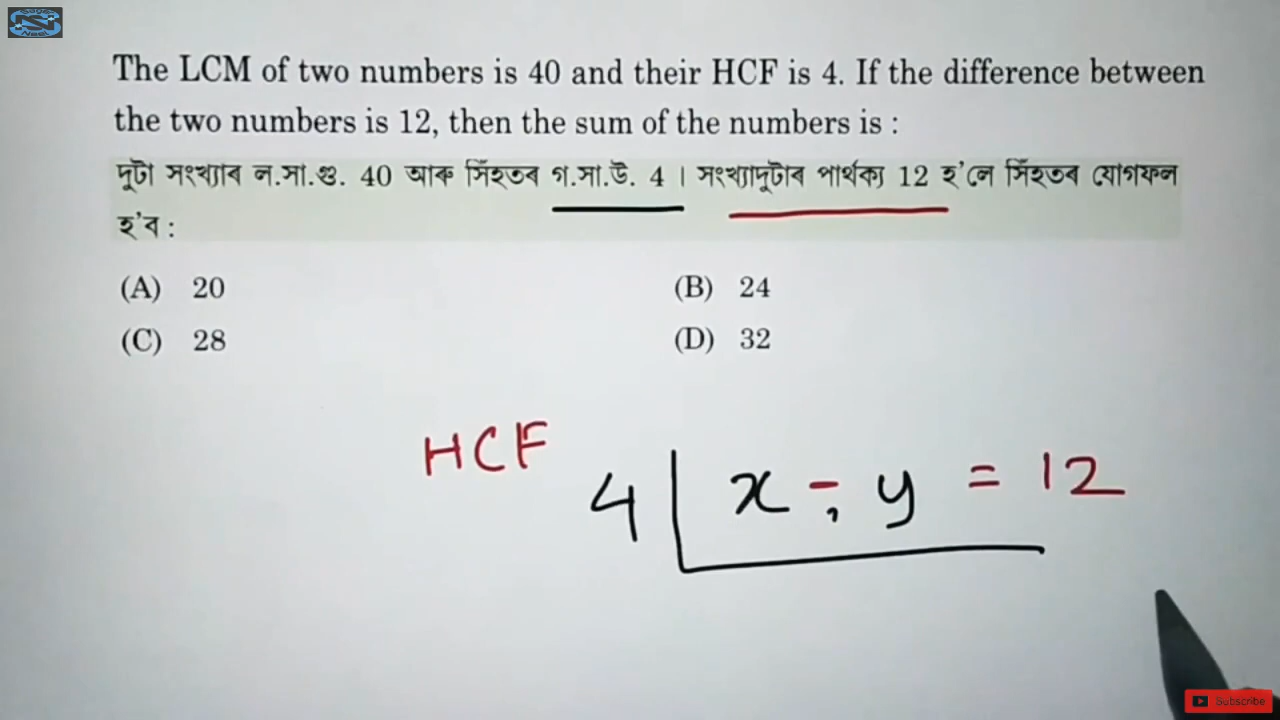 The LCM of two numbers is 40 and their HCF is 4. If the difference between
the two numbers is 12, then the sum of the numbers is :
দুটা সংখ্যাৰ ল.সা.গু. 40 আৰু সিঁহতৰ গ.সা.উ. 4 । সংখ্যাদুটাৰ পাৰ্থক্য 12 হ'লে সিঁহতৰ যোগফল
হ'ব :
(A) 20 (B) 24
(C) 28 (D) 32
HCF
4 x - , y = 12
Subscribe